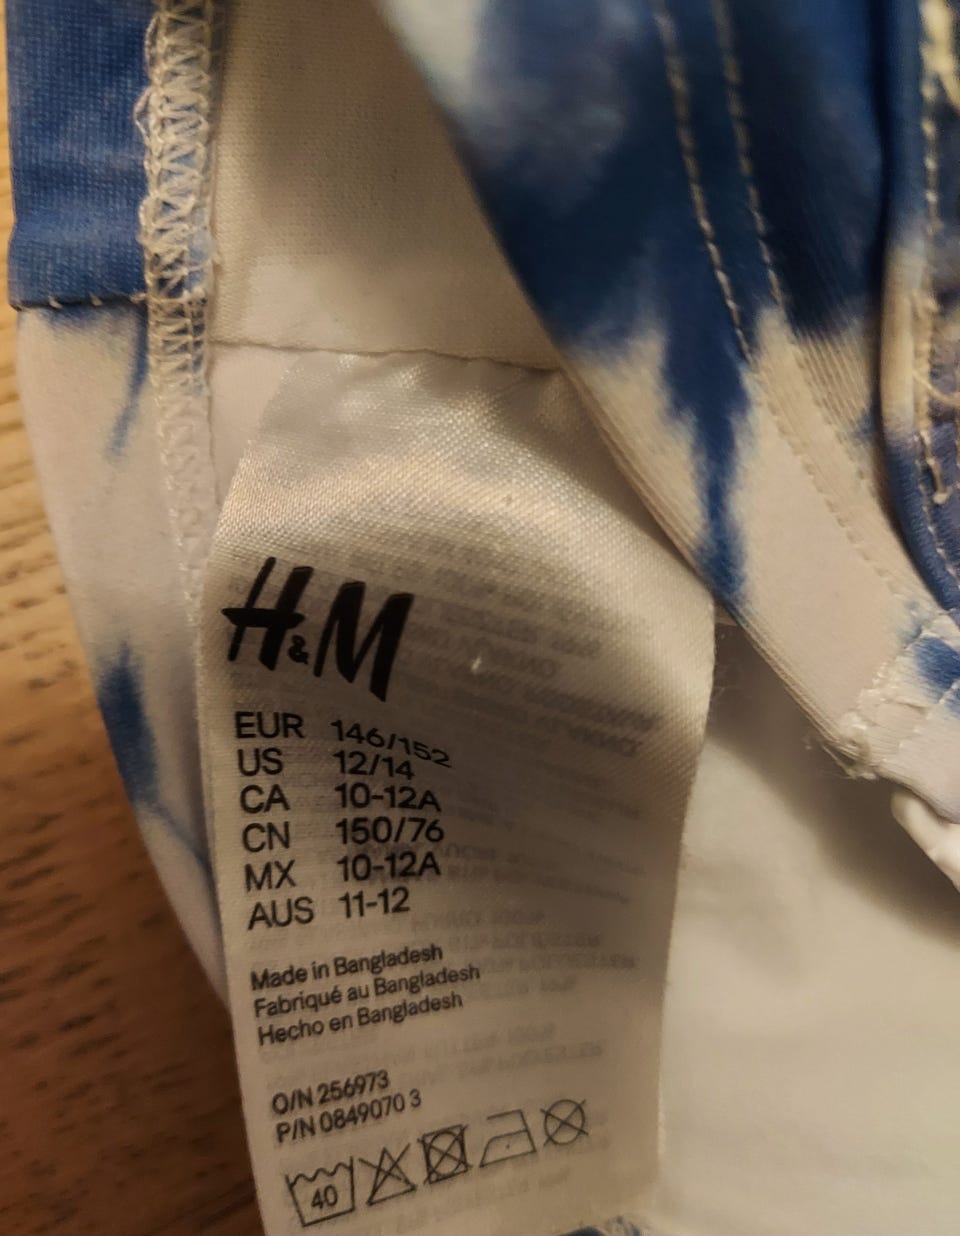 H&M
EUR 146/152
US 12/14
CA 10-12A
CN 150/76
MX 10-12A
AUS 11-12
Made in Bangladesh
Fabriqué au Bangladesh
Hecho en Bangladesh
O/N 256973
P/N 0849070 3
40